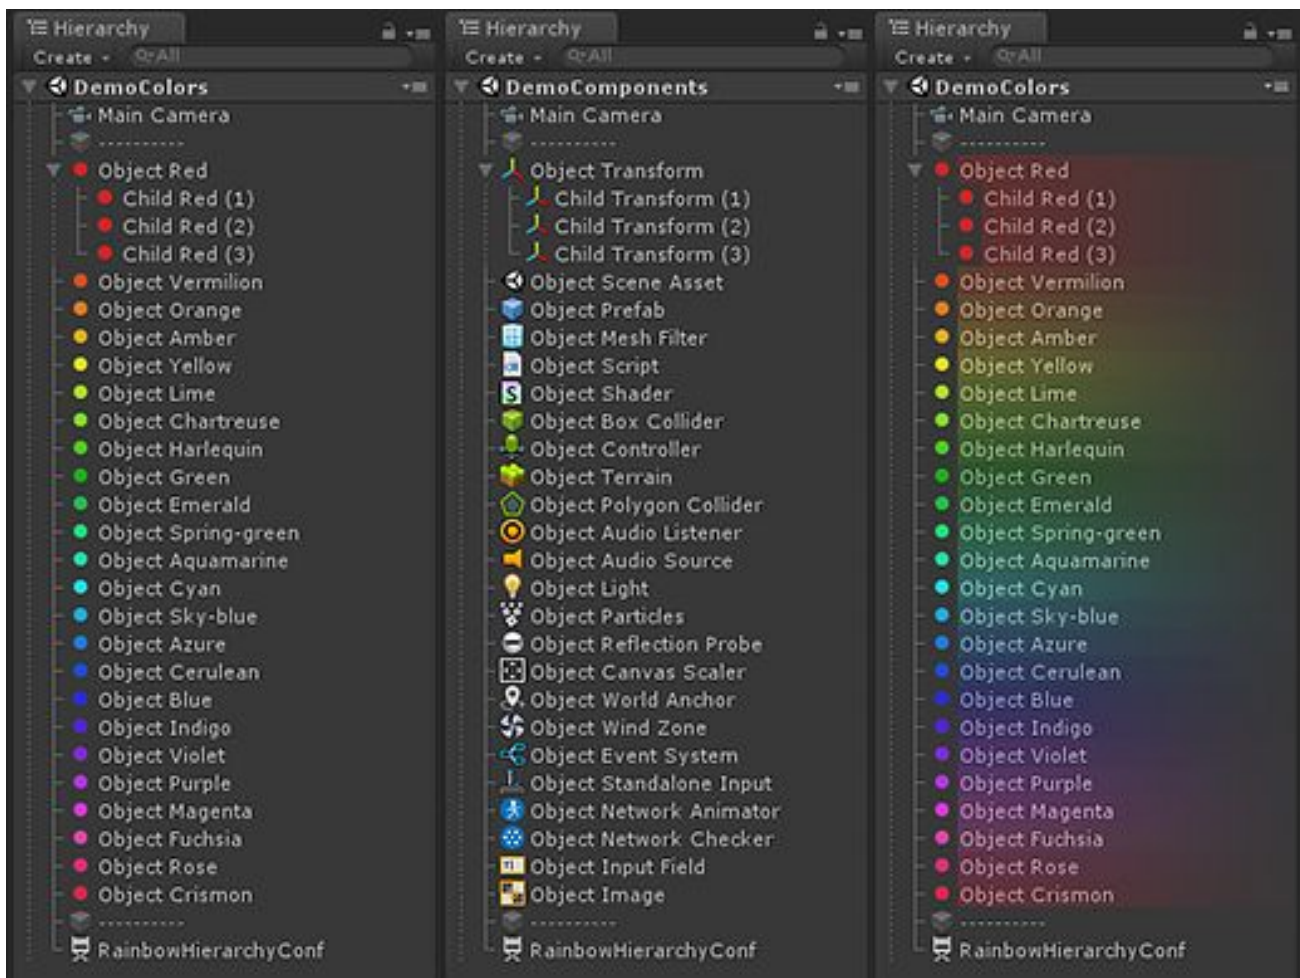 Hierarchy
Create
All
DemoColors
Main Camera
----------
Object Red
Child Red (1)
Child Red (2)
Child Red (3)
Object Vermilion
Object Orange
Object Amber
Object Yellow
Object Lime
Object Chartreuse
Object Harlequin
Object Green
Object Emerald
Object Spring-green
Object Aquamarine
Object Cyan
Object Sky-blue
Object Azure
Object Cerulean
Object Blue
Object Indigo
Object Violet
Object Purple
Object Magenta
Object Fuchsia
Object Rose
Object Crismon
----------
RainbowHierarchyConf
Hierarchy
Create
All
DemoComponents
Main Camera
----------
Object Transform
Child Transform (1)
Child Transform (2)
Child Transform (3)
Object Scene Asset
Object Prefab
Object Mesh Filter
Object Script
Object Shader
Object Box Collider
Object Controller
Object Terrain
Object Polygon Collider
Object Audio Listener
Object Audio Source
Object Light
Object Particles
Object Reflection Probe
Object Canvas Scaler
Object World Anchor
Object Wind Zone
Object Event System
Object Standalone Input
Object Network Animator
Object Network Checker
Object Input Field
Object Image
----------
RainbowHierarchyConf
Hierarchy
Create
All
DemoColors
Main Camera
----------
Object Red
Child Red (1)
Child Red (2)
Child Red (3)
Object Vermilion
Object Orange
Object Amber
Object Yellow
Object Lime
Object Chartreuse
Object Harlequin
Object Green
Object Emerald
Object Spring-green
Object Aquamarine
Object Cyan
Object Sky-blue
Object Azure
Object Cerulean
Object Blue
Object Indigo
Object Violet
Object Purple
Object Magenta
Object Fuchsia
Object Rose
Object Crismon
----------
RainbowHierarchyConf